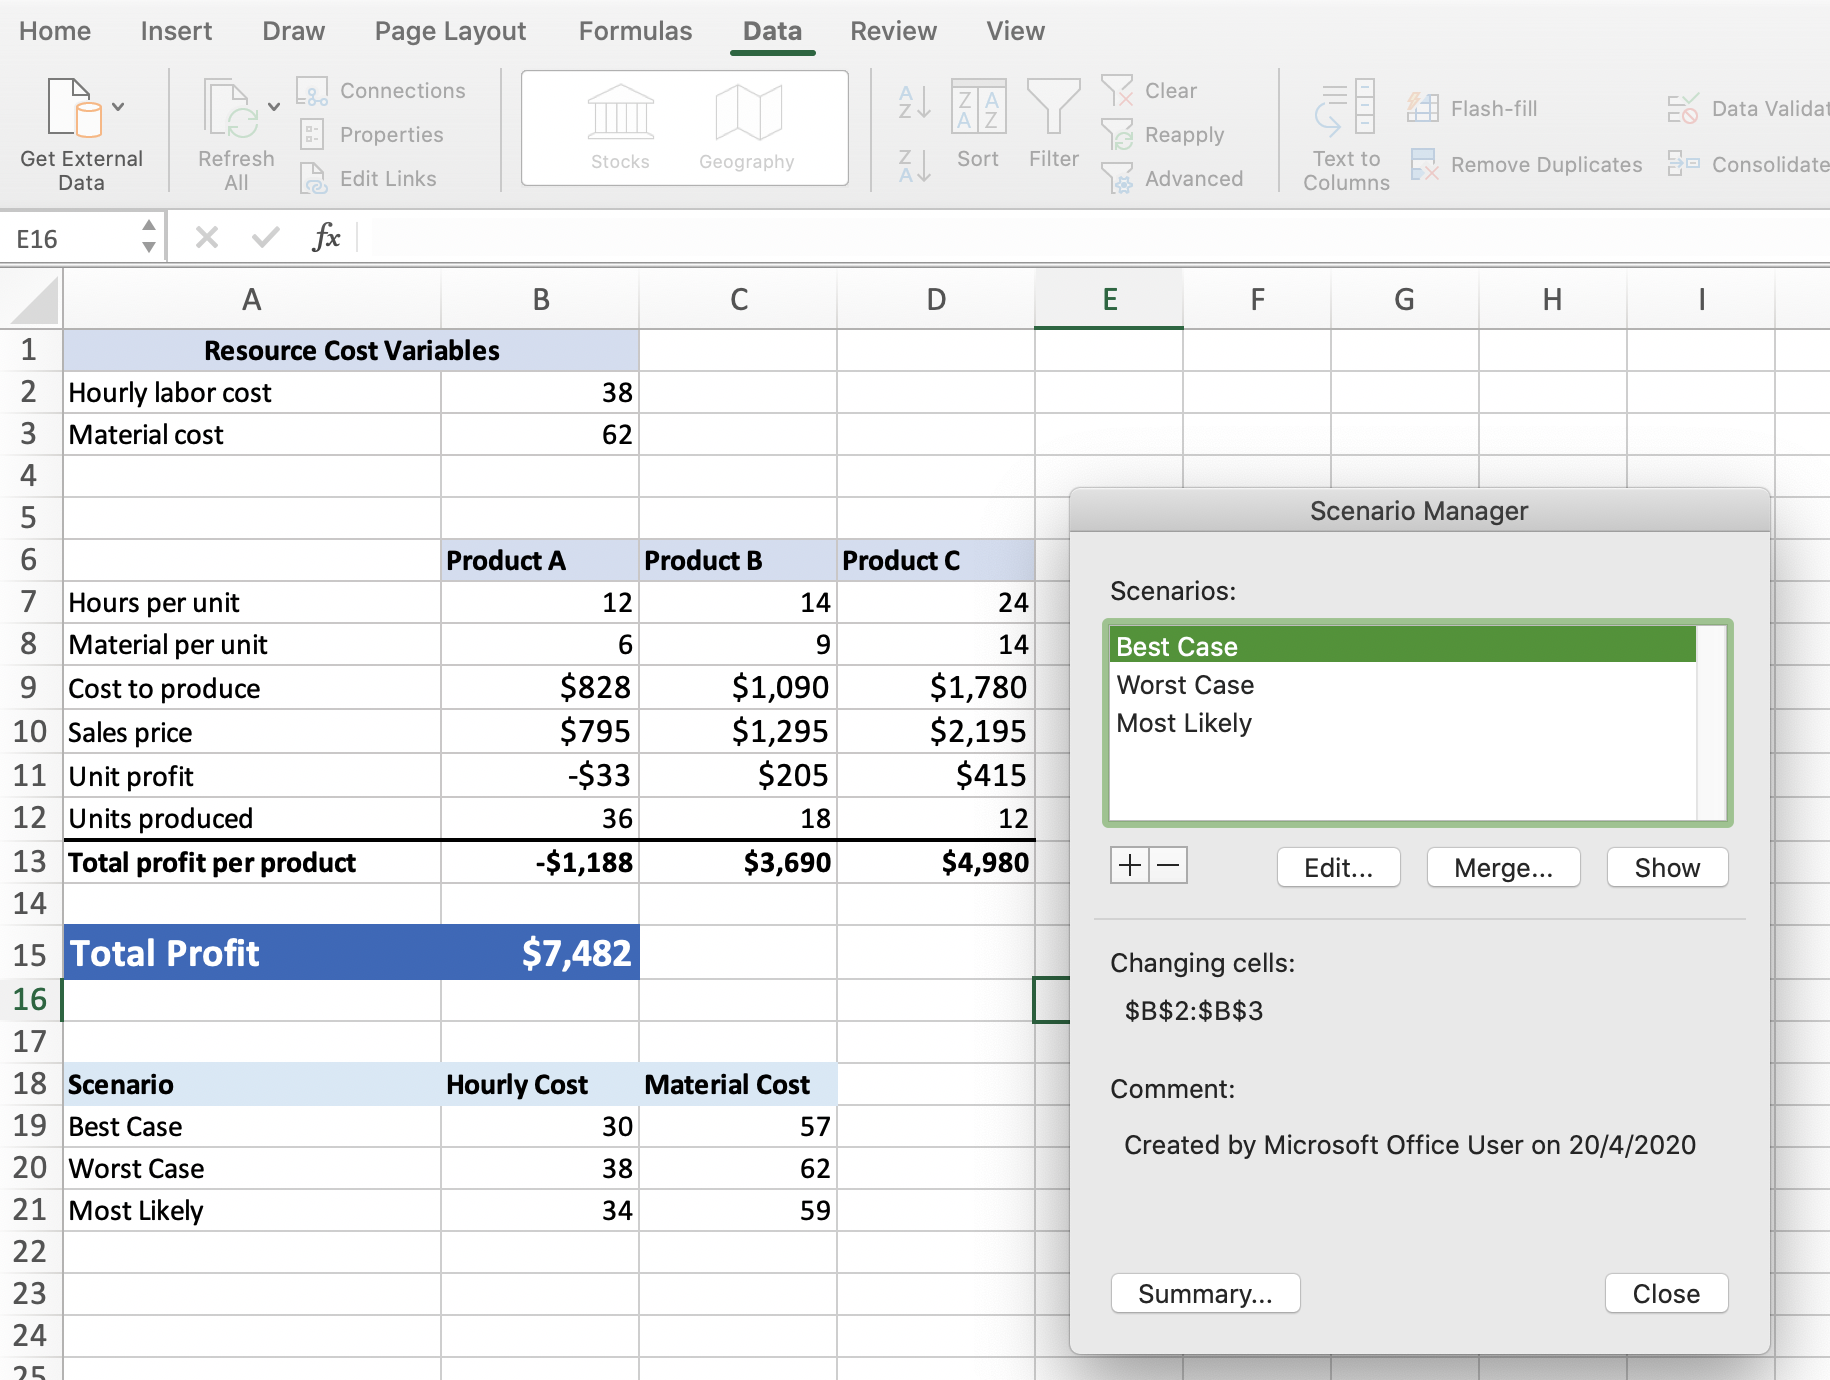 Home Insert Draw Page Layout Formulas Data Review View
Get External Data
Refresh All
Connections
Properties
Edit Links
Stocks
Geography
A Z
Z A
Z A A Z
Sort
Filter
Clear
Reapply
Advanced
Text to Columns
Flash-fill
Remove Duplicates
Data Validat
Consolidate
E16 fx
A B C D E F G H I
1 Resource Cost Variables
2 Hourly labor cost 38
3 Material cost 62
4
5
6 Product A Product B Product C
7 Hours per unit 12 14 24
8 Material per unit 6 9 14
9 Cost to produce $828 $1,090 $1,780
10 Sales price $795 $1,295 $2,195
11 Unit profit -$33 $205 $415
12 Units produced 36 18 12
13 Total profit per product -$1,188 $3,690 $4,980
14
15 Total Profit $7,482
16
17
18 Scenario Hourly Cost Material Cost
19 Best Case 30 57
20 Worst Case 38 62
21 Most Likely 34 59
22
23
24
25
Scenario Manager
Scenarios:
Best Case
Worst Case
Most Likely
+ − Edit... Merge... Show
Changing cells:
$B$2:$B$3
Comment:
Created by Microsoft Office User on 20/4/2020
Summary... Close